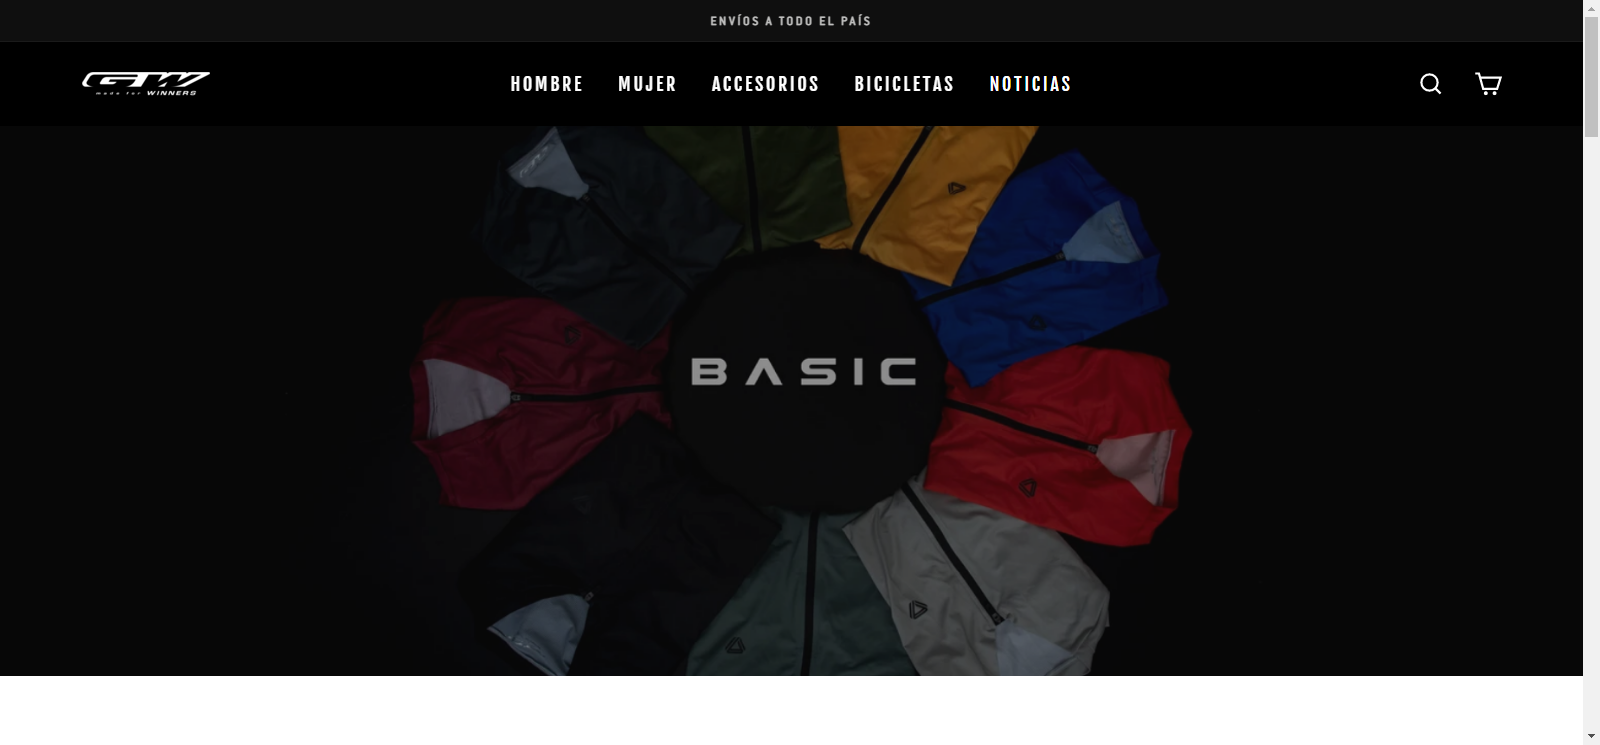 ENVÍOS A TODO EL PAÍS
GW
made for WINNERS
HOMBRE MUJER ACCESORIOS BICICLETAS NOTICIAS
BASIC